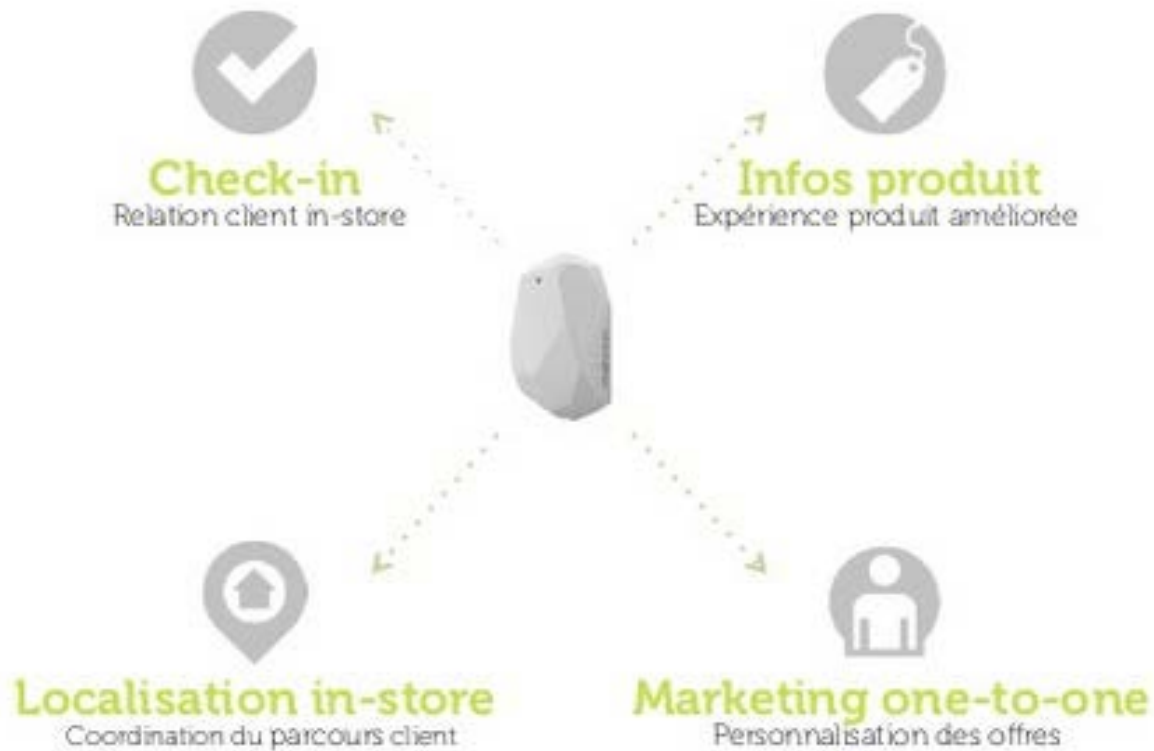 Check-in
Relation client in-store
Infos produit
Expérience produit améliorée
Localisation in-store
Coordination du parcours client
Marketing one-to-one
Personnalisation des offres